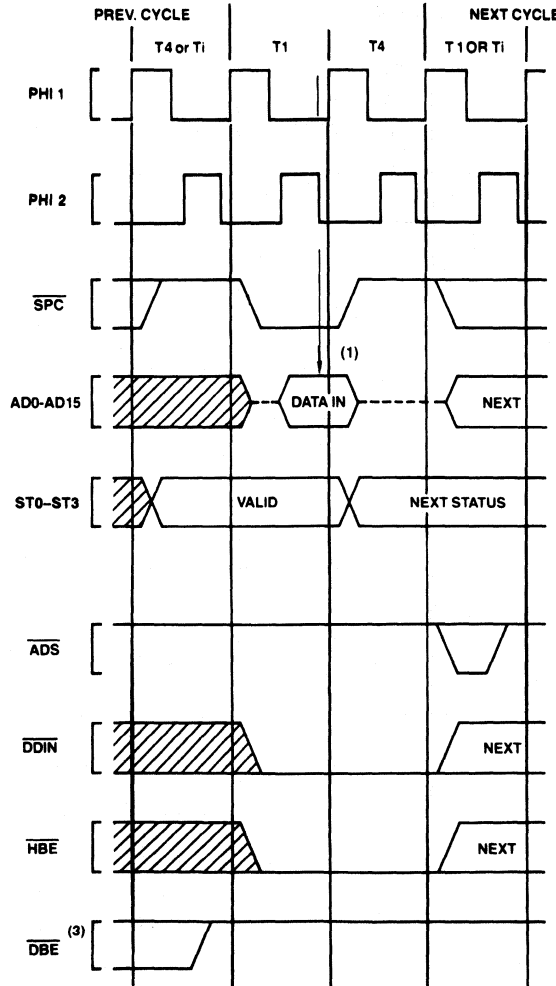 PREV. CYCLE NEXT CYCLE
T4 or Ti T1 T4 T1 OR Ti
PHI 1
PHI 2
SPC
(1)
AD0-AD15 DATA IN NEXT
ST0–ST3 VALID NEXT STATUS
ADS
DDIN NEXT
HBE NEXT
DBE (3)